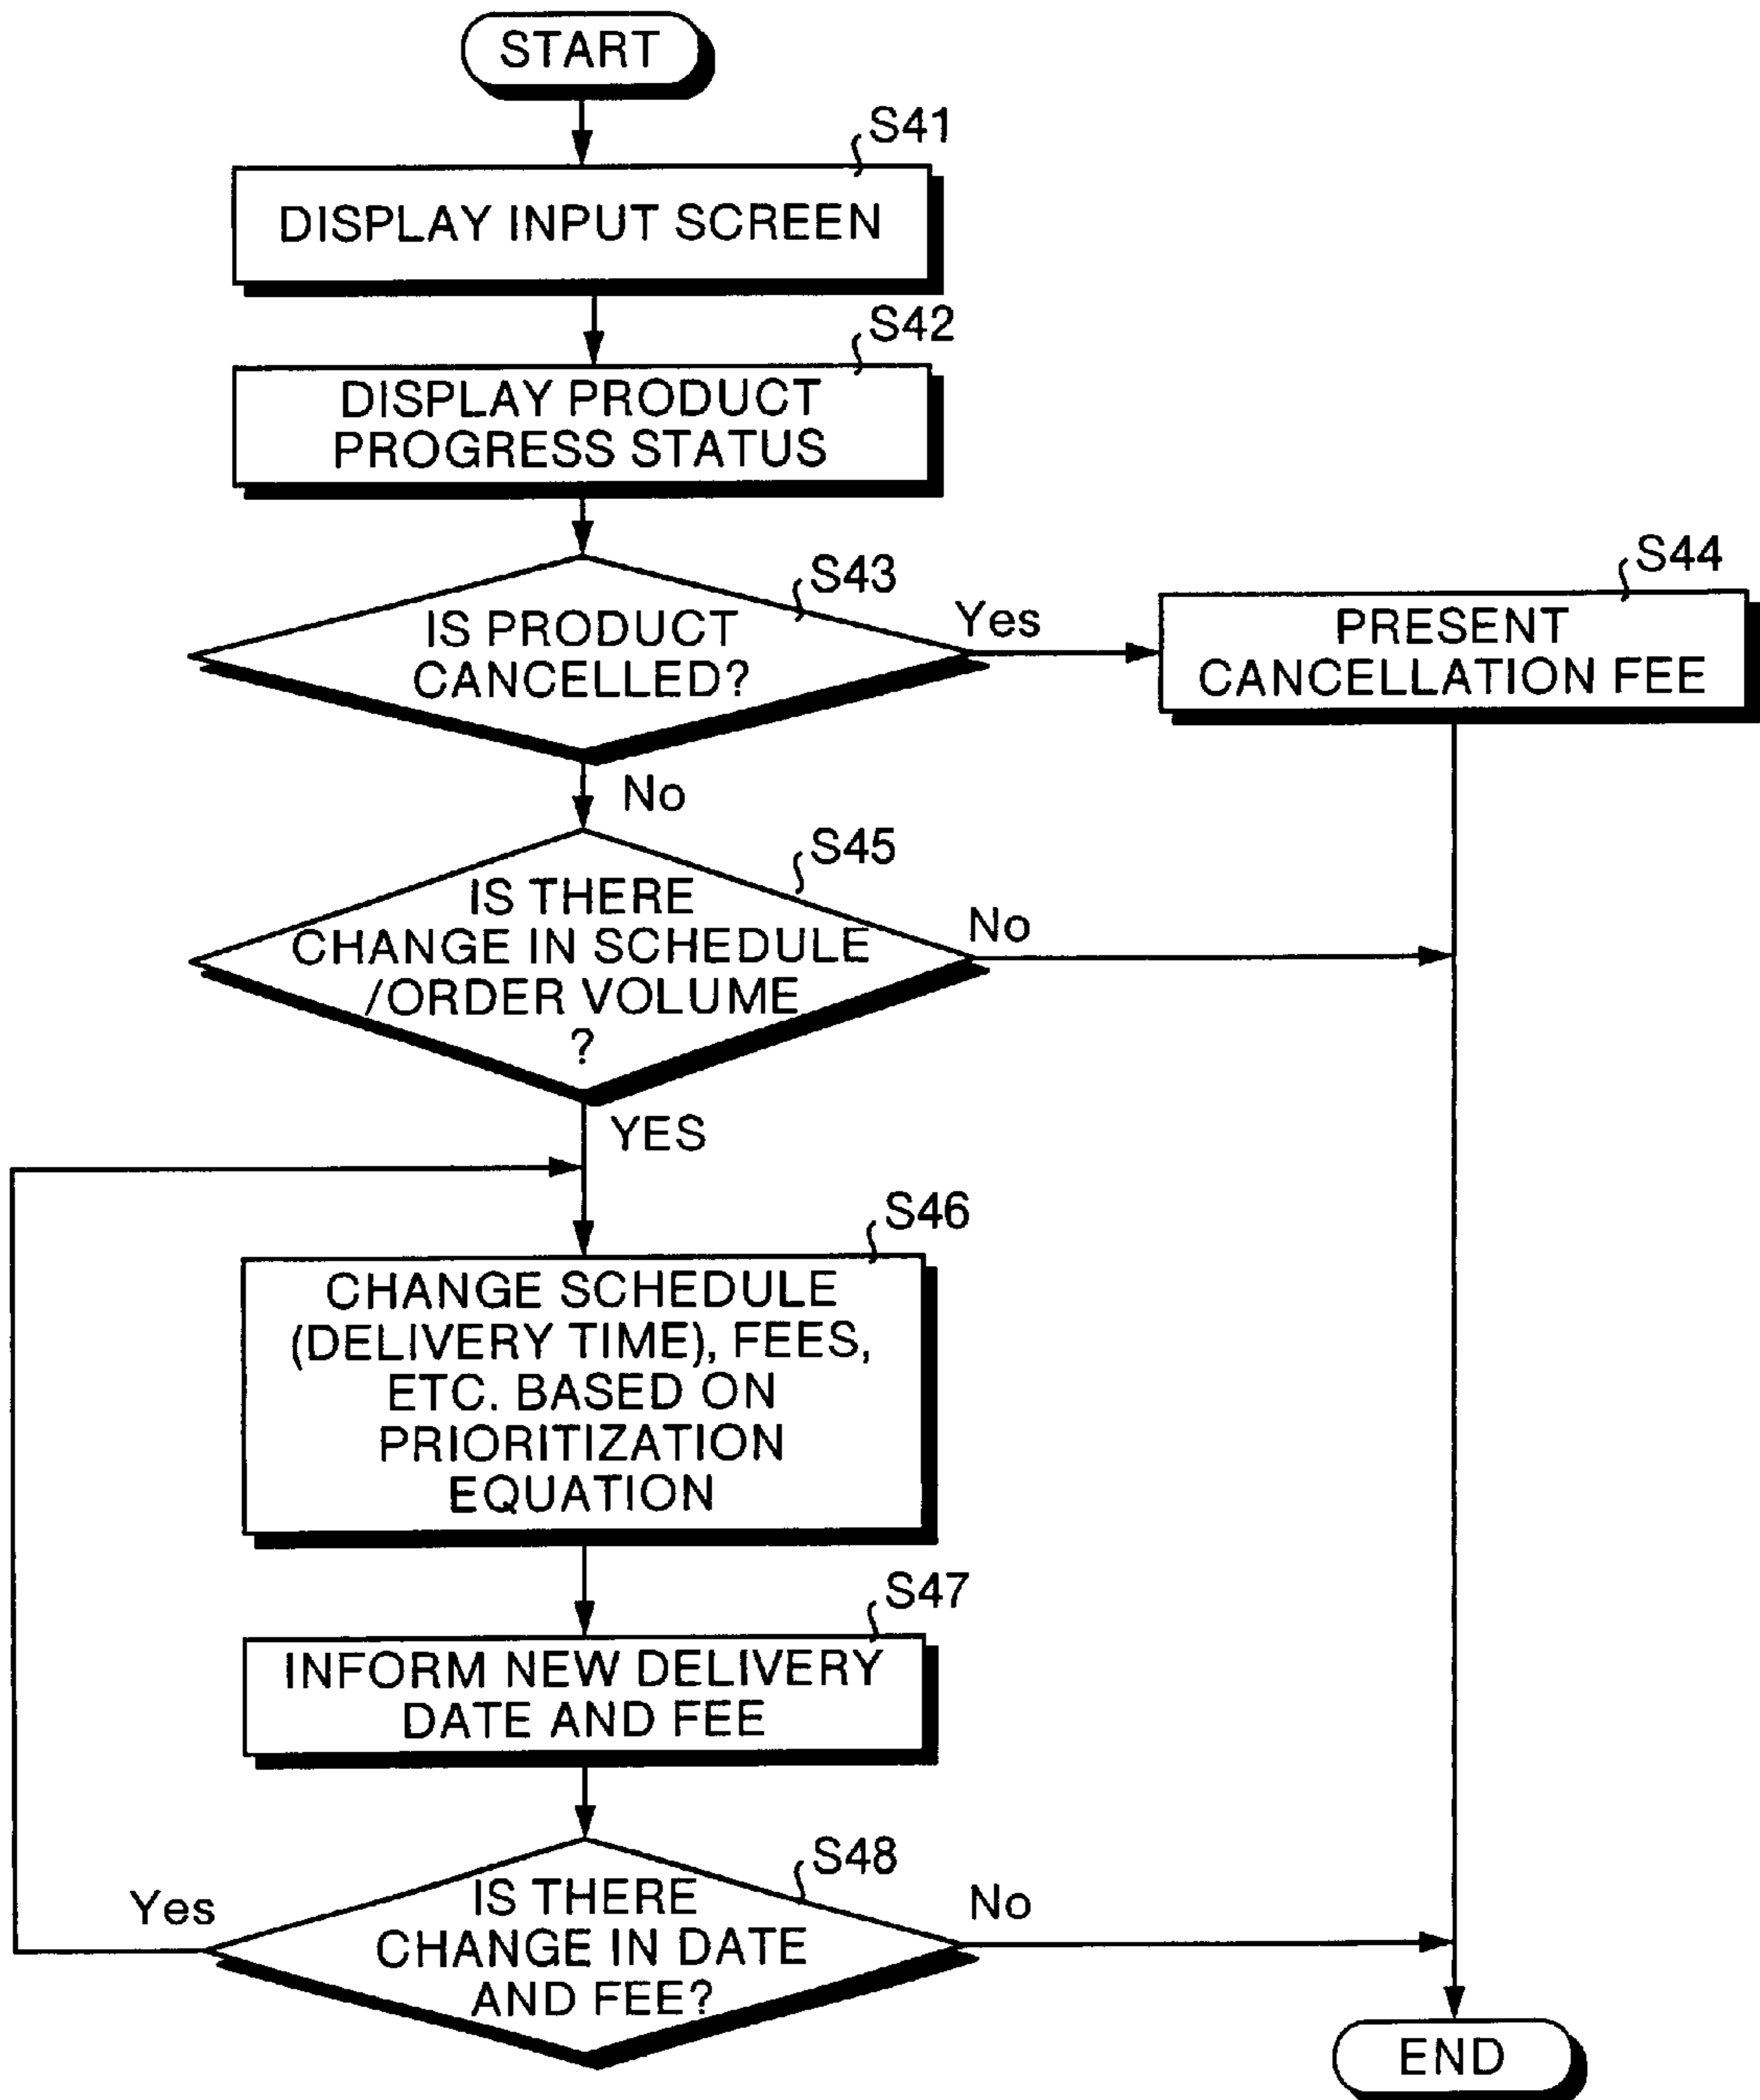 START
S41
DISPLAY INPUT SCREEN
S42
DISPLAY PRODUCT
PROGRESS STATUS
S43
IS PRODUCT
CANCELLED?
Yes
S44
PRESENT
CANCELLATION FEE
No
S45
IS THERE
CHANGE IN SCHEDULE
/ORDER VOLUME
?
No
YES
S46
CHANGE SCHEDULE
(DELIVERY TIME), FEES,
ETC. BASED ON
PRIORITIZATION
EQUATION
S47
INFORM NEW DELIVERY
DATE AND FEE
S48
IS THERE
CHANGE IN DATE
AND FEE?
Yes
No
END